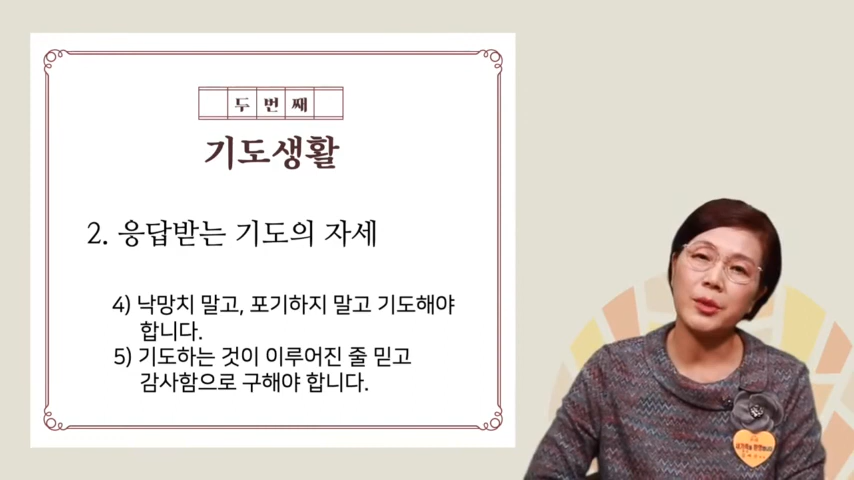 두번째
기도생활
2. 응답받는 기도의 자세
4) 낙망치 말고, 포기하지 말고 기도해야
합니다.
5) 기도하는 것이 이루어진 줄 믿고
감사함으로 구해야 합니다.